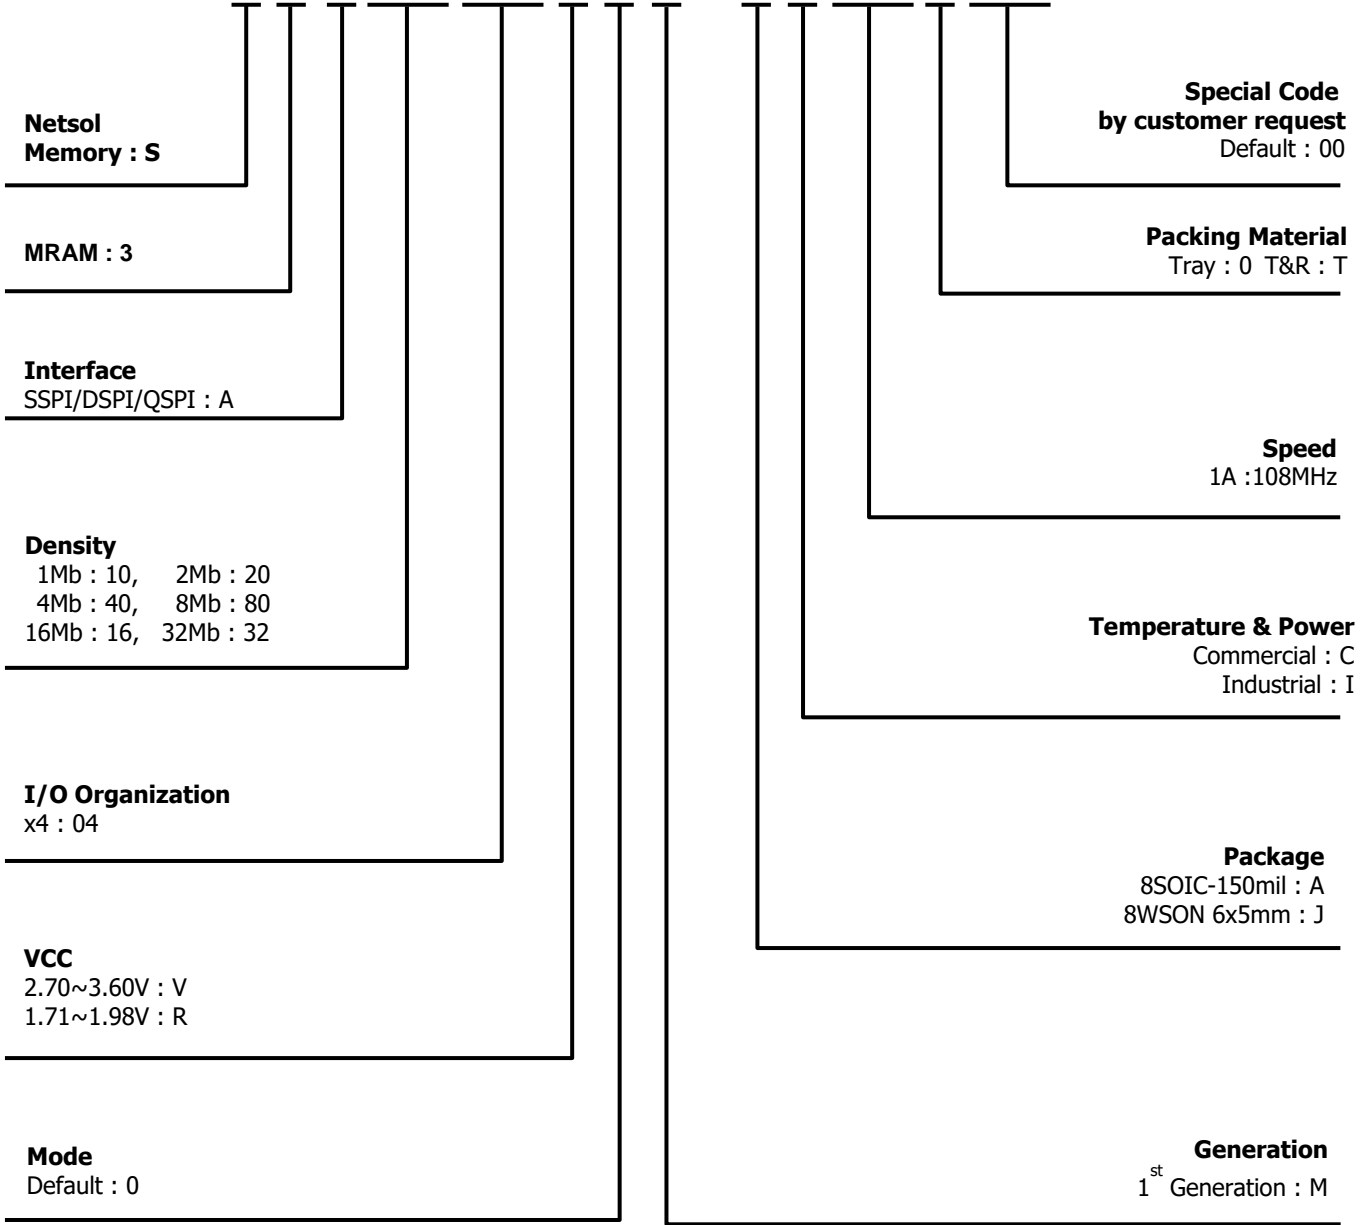 Netsol
Memory : S
MRAM : 3
Interface
SSPI/DSPI/QSPI : A
Density
1Mb : 10, 2Mb : 20
4Mb : 40, 8Mb : 80
16Mb : 16, 32Mb : 32
I/O Organization
x4 : 04
VCC
2.70~3.60V : V
1.71~1.98V : R
Mode
Default : 0
Special Code
by customer request
Default : 00
Packing Material
Tray : 0 T&R : T
Speed
1A :108MHz
Temperature & Power
Commercial : C
Industrial : I
Package
8SOIC-150mil : A
8WSON 6x5mm : J
Generation
1st Generation : M